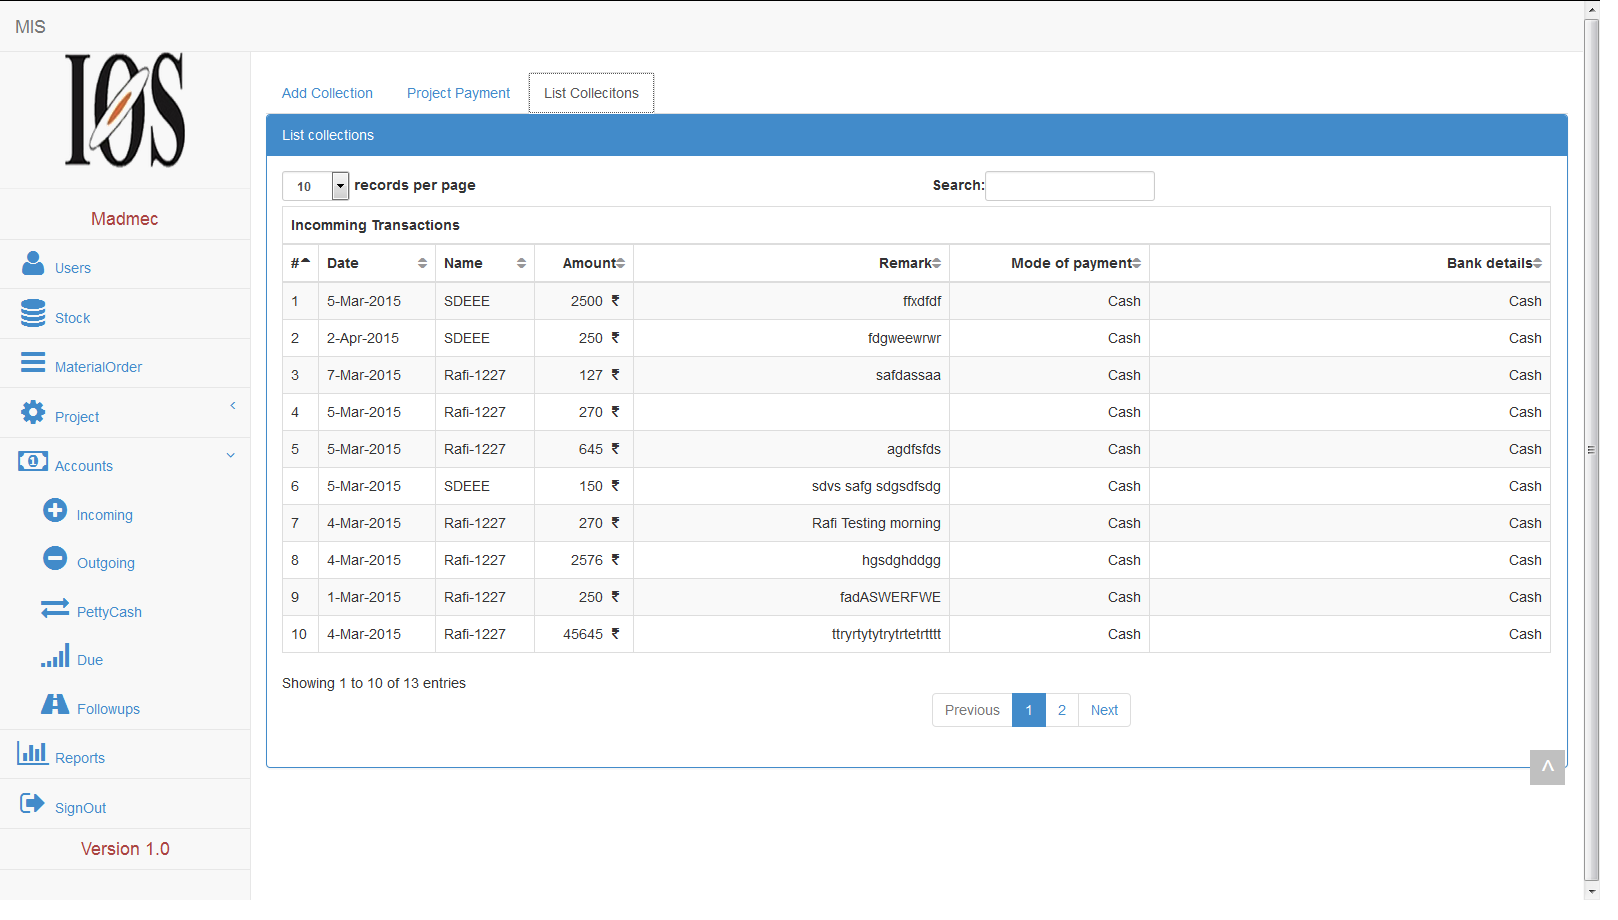 MIS
IOS
Madmec
Users
Stock
MaterialOrder
Project
Accounts
Incoming
Outgoing
PettyCash
Due
Followups
Reports
SignOut
Version 1.0
Add Collection Project Payment List Collecitons
List collections
10 records per page Search:
Incomming Transactions
# Date Name Amount Remark Mode of payment Bank details
1 5-Mar-2015 SDEEE 2500 ₹ ffxdfdf Cash Cash
2 2-Apr-2015 SDEEE 250 ₹ fdgweewrwr Cash Cash
3 7-Mar-2015 Rafi-1227 127 ₹ safdassaa Cash Cash
4 5-Mar-2015 Rafi-1227 270 ₹ Cash Cash
5 5-Mar-2015 Rafi-1227 645 ₹ agdfsfds Cash Cash
6 5-Mar-2015 SDEEE 150 ₹ sdvs safg sdgsdfsdg Cash Cash
7 4-Mar-2015 Rafi-1227 270 ₹ Rafi Testing morning Cash Cash
8 4-Mar-2015 Rafi-1227 2576 ₹ hgsdghddgg Cash Cash
9 1-Mar-2015 Rafi-1227 250 ₹ fadASWERFWE Cash Cash
10 4-Mar-2015 Rafi-1227 45645 ₹ ttryrtytytrytrtetrtttt Cash Cash
Showing 1 to 10 of 13 entries
Previous 1 2 Next